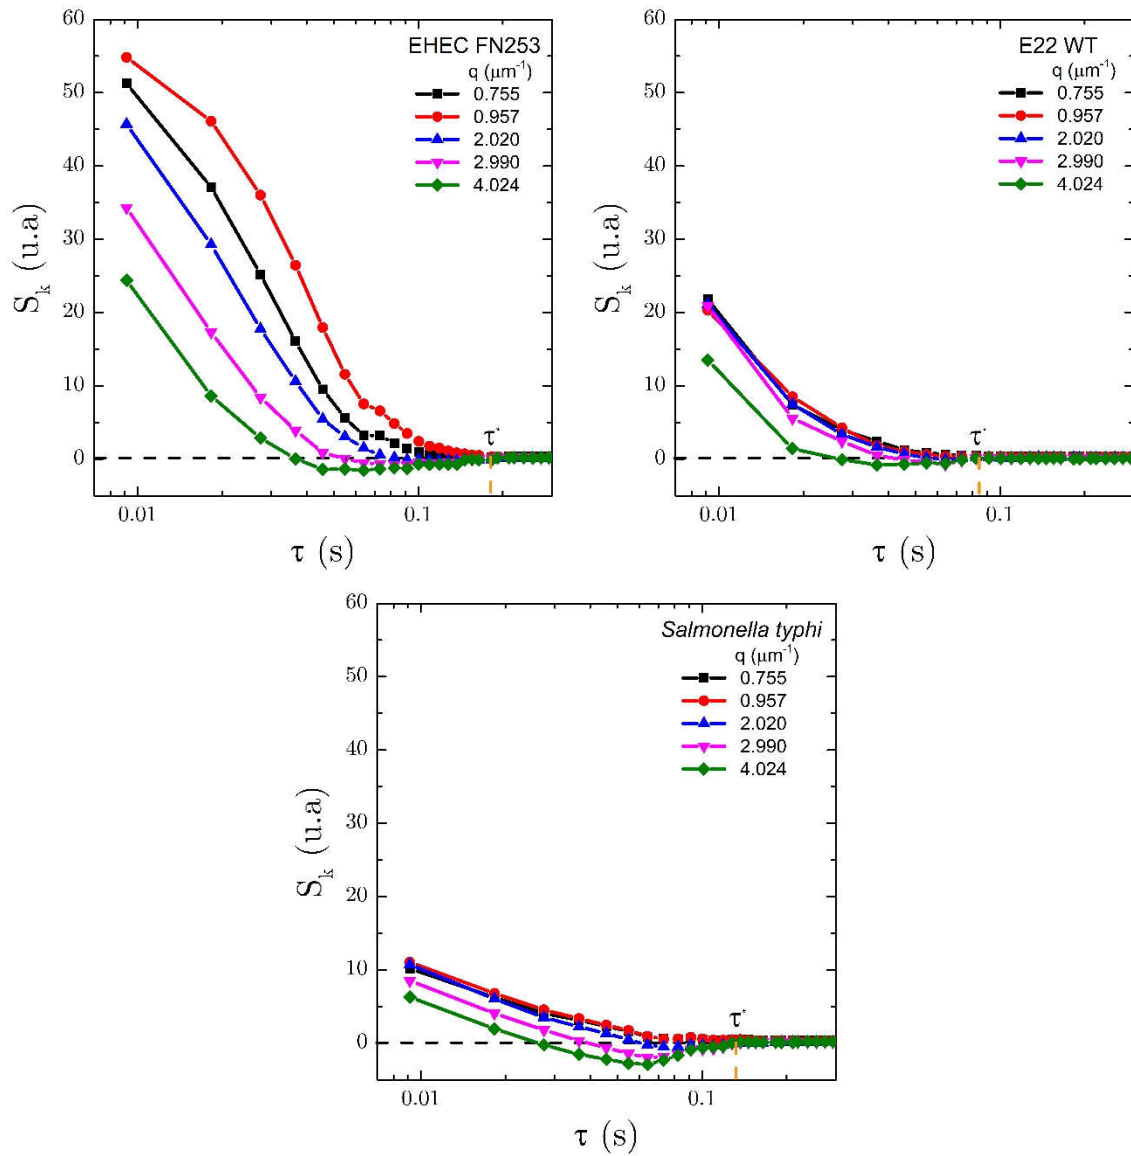 60
50
40
30
20
10
0
S_k (u.a)
EHEC FN253
q (μm⁻¹)
0.755
0.957
2.020
2.990
4.024
τ*
0.01
0.1
τ (s)
60
50
40
30
20
10
0
S_k (u.a)
E22 WT
q (μm⁻¹)
0.755
0.957
2.020
2.990
4.024
τ*
0.01
0.1
τ (s)
60
50
40
30
20
10
0
S_k (u.a)
Salmonella typhi
q (μm⁻¹)
0.755
0.957
2.020
2.990
4.024
τ*
0.01
0.1
τ (s)